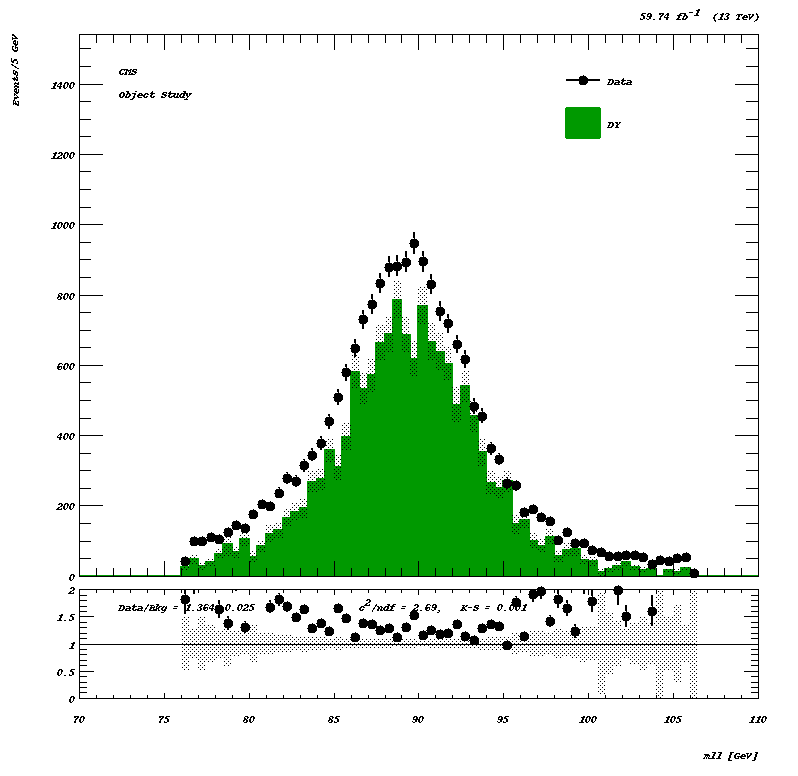 59.74 fb-1 (13 TeV)
Events/5 GeV
CMS
Object Study
Data
DY
1400
1200
1000
800
600
400
200
0
Data/Bkg = 1.364 0.025 c2/ndf = 2.69, K-S = 0.001
2
1.5
1
0.5
0
70 75 80 85 90 95 100 105 110
mll [GeV]